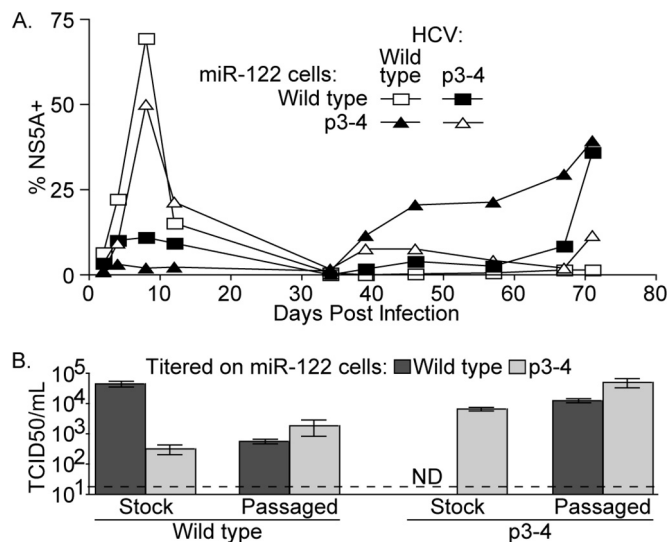 A.
HCV:
Wild type p3-4
miR-122 cells:
Wild type
p3-4
75
50
25
0
% NS5A+
0 10 20 30 40 50 60 70 80
Days Post Infection
B.
Titered on miR-122 cells: Wild type p3-4
TCID50/mL
10^5
10^4
10^3
10^2
10^1
ND
Stock Passaged Stock Passaged
Wild type p3-4